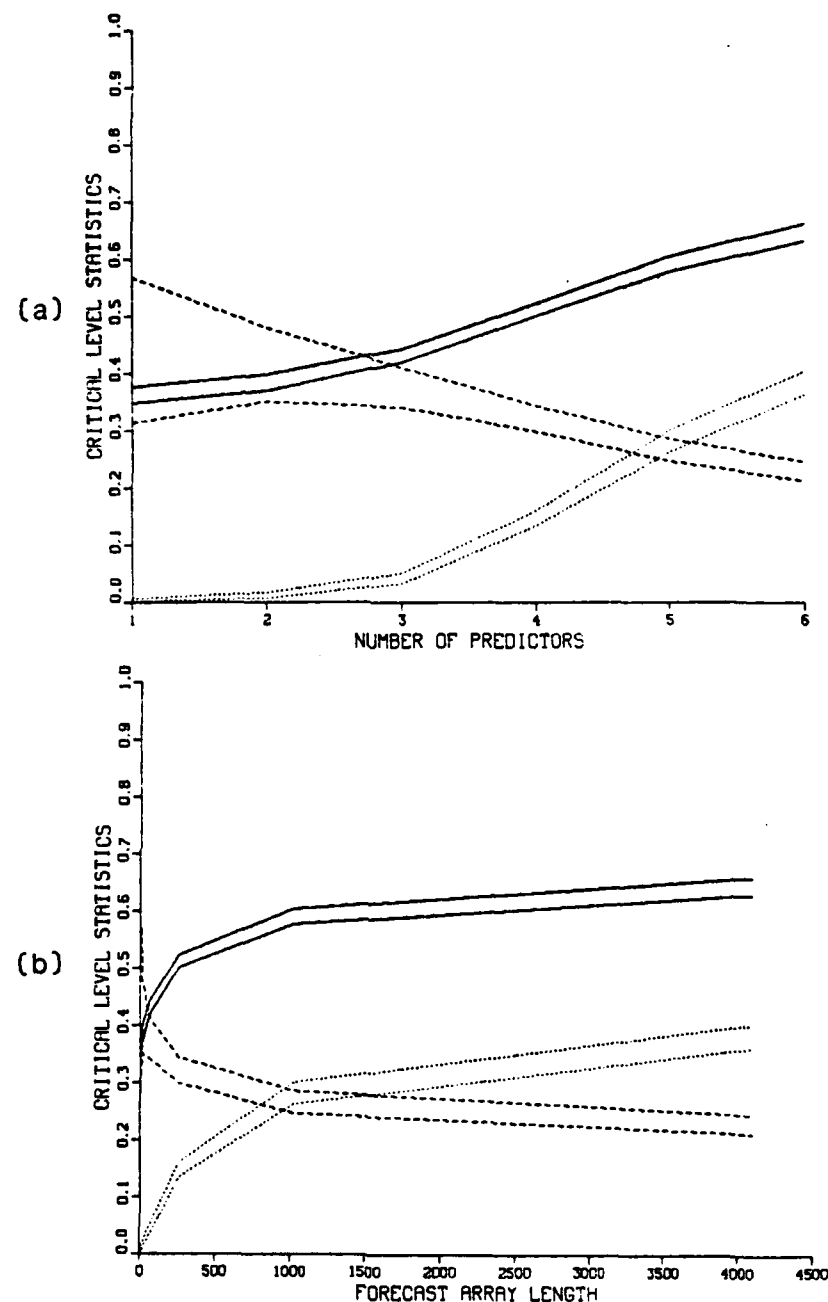 (a)
CRITICAL LEVEL STATISTICS
1.0
0.9
0.8
0.7
0.6
0.5
0.4
0.3
0.2
0.1
0.0
1 2 3 4 5 6
NUMBER OF PREDICTORS
(b)
CRITICAL LEVEL STATISTICS
1.0
0.9
0.8
0.7
0.6
0.5
0.4
0.3
0.2
0.1
0.0
0 500 1000 1500 2000 2500 3000 3500 4000 4500
FORECAST ARRAY LENGTH